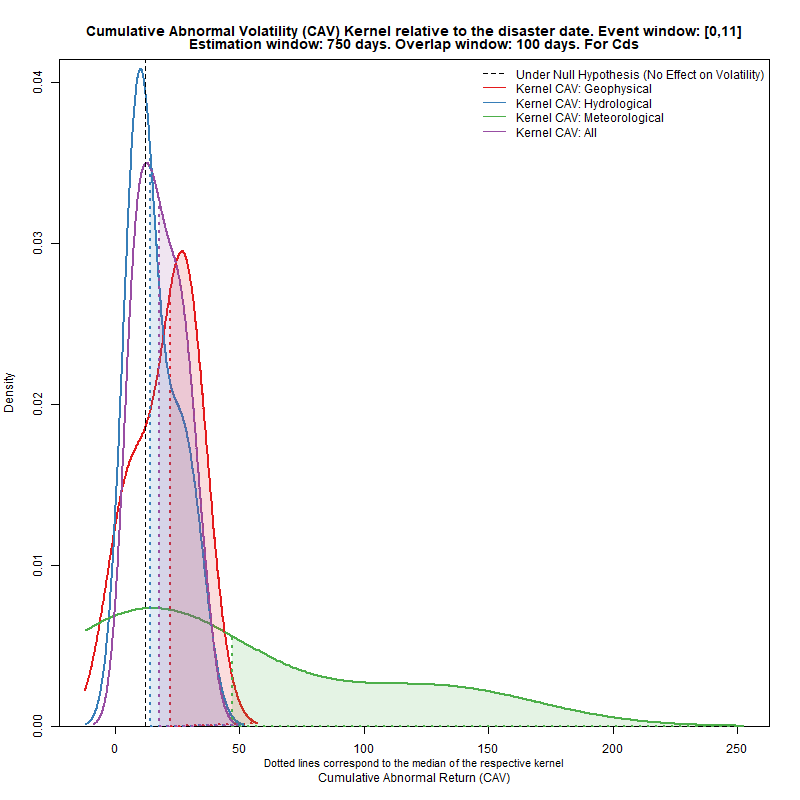 Cumulative Abnormal Volatility (CAV) Kernel relative to the disaster date. Event window: [0,11]
Estimation window: 750 days. Overlap window: 100 days. For Cds
Under Null Hypothesis (No Effect on Volatility)
Kernel CAV: Geophysical
Kernel CAV: Hydrological
Kernel CAV: Meteorological
Kernel CAV: All
Density
0.04
0.03
0.02
0.01
0.00
0 50 100 150 200 250
Dotted lines correspond to the median of the respective kernel
Cumulative Abnormal Return (CAV)